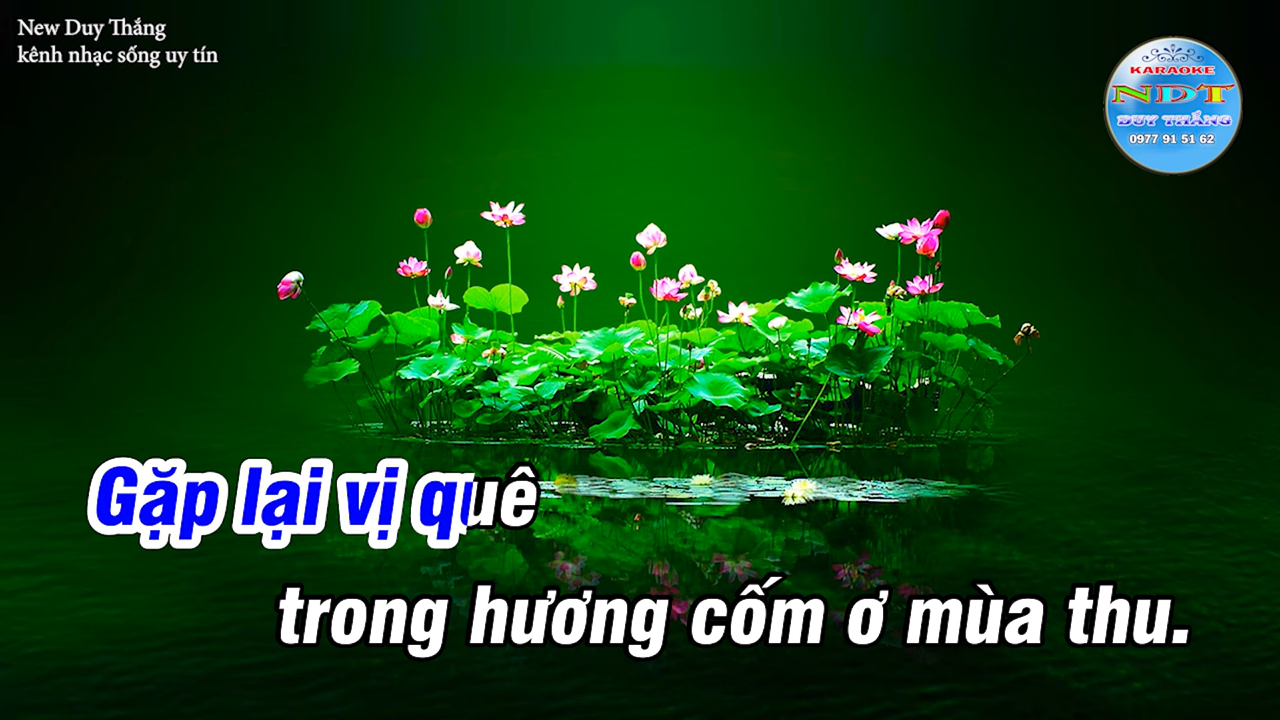 New Duy Thắng
kênh nhạc sống uy tín
KARAOKE
NDT
DUY THẮNG
0977 91 51 62
Gặp lại vị quê
trong hương cốm ơ mùa thu.